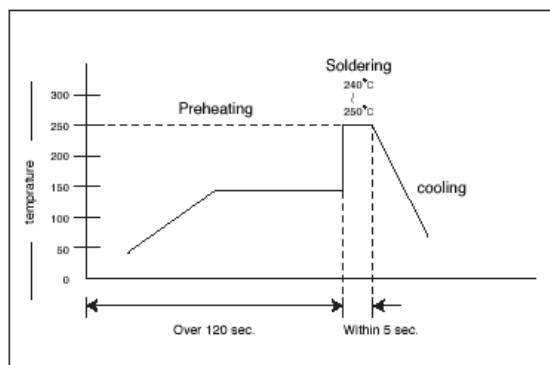 Soldering
240°C
~
250°C
Preheating
300
250
200
150
100
50
0
temprature
cooling
Over 120 sec.
Within 5 sec.